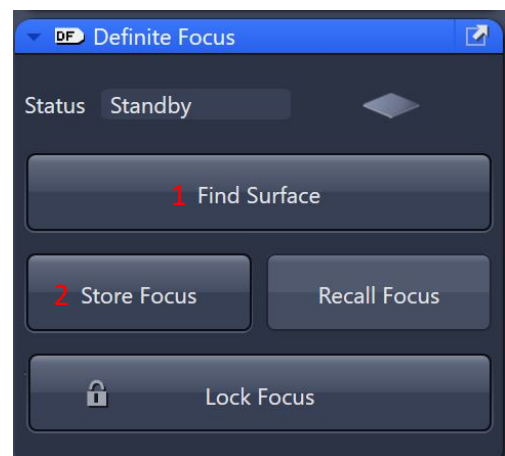 DF Definite Focus
Status Standby
1 Find Surface
2 Store Focus Recall Focus
Lock Focus